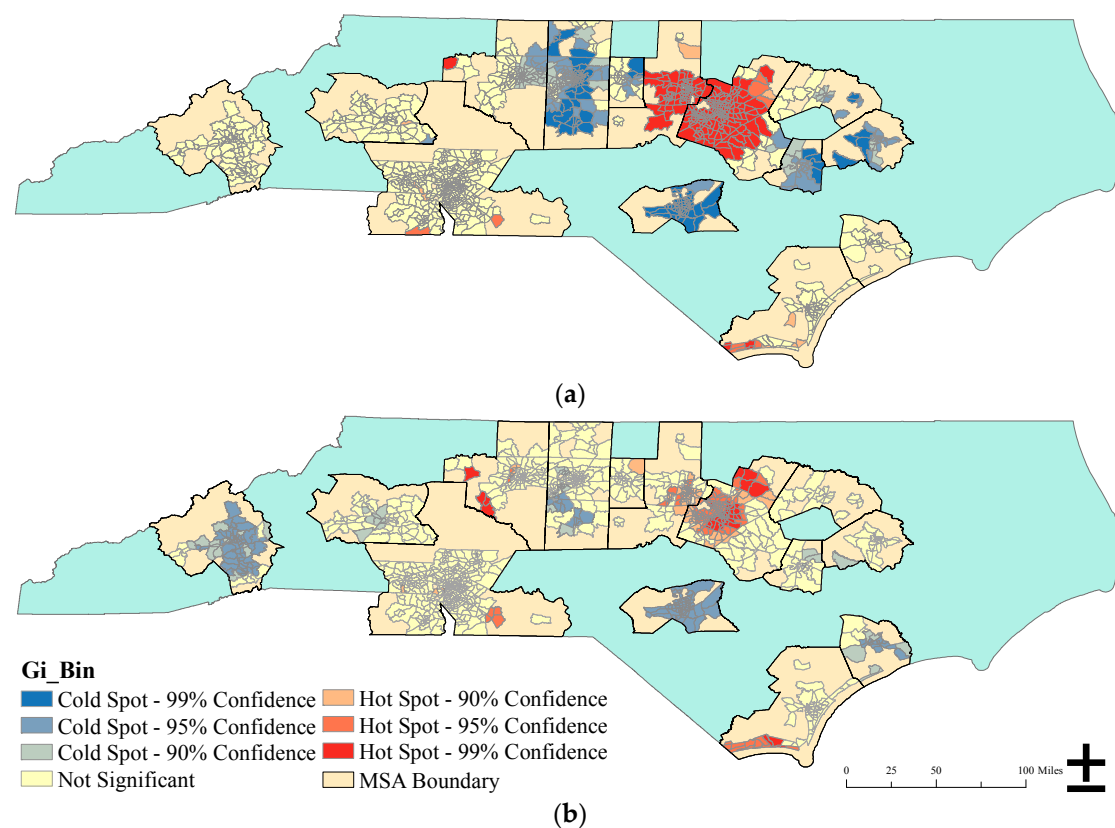 (a)
Gi_Bin
Cold Spot - 99% Confidence
Hot Spot - 90% Confidence
Cold Spot - 95% Confidence
Hot Spot - 95% Confidence
Cold Spot - 90% Confidence
Hot Spot - 99% Confidence
Not Significant
MSA Boundary
0 25 50 100 Miles
(b)